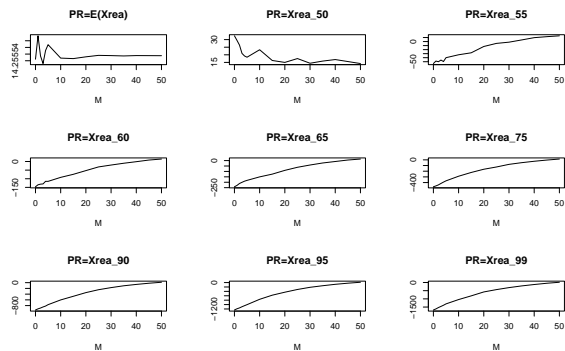 PR=E(Xrea) PR=Xrea_50 PR=Xrea_55
14.25554
30
15
−50
0 10 20 30 40 50 0 10 20 30 40 50 0 10 20 30 40 50
M M M
PR=Xrea_60 PR=Xrea_65 PR=Xrea_75
0
−150
0
−250
0
−400
0 10 20 30 40 50 0 10 20 30 40 50 0 10 20 30 40 50
M M M
PR=Xrea_90 PR=Xrea_95 PR=Xrea_99
0
−800
0
−1200
0
−1500
0 10 20 30 40 50 0 10 20 30 40 50 0 10 20 30 40 50
M M M